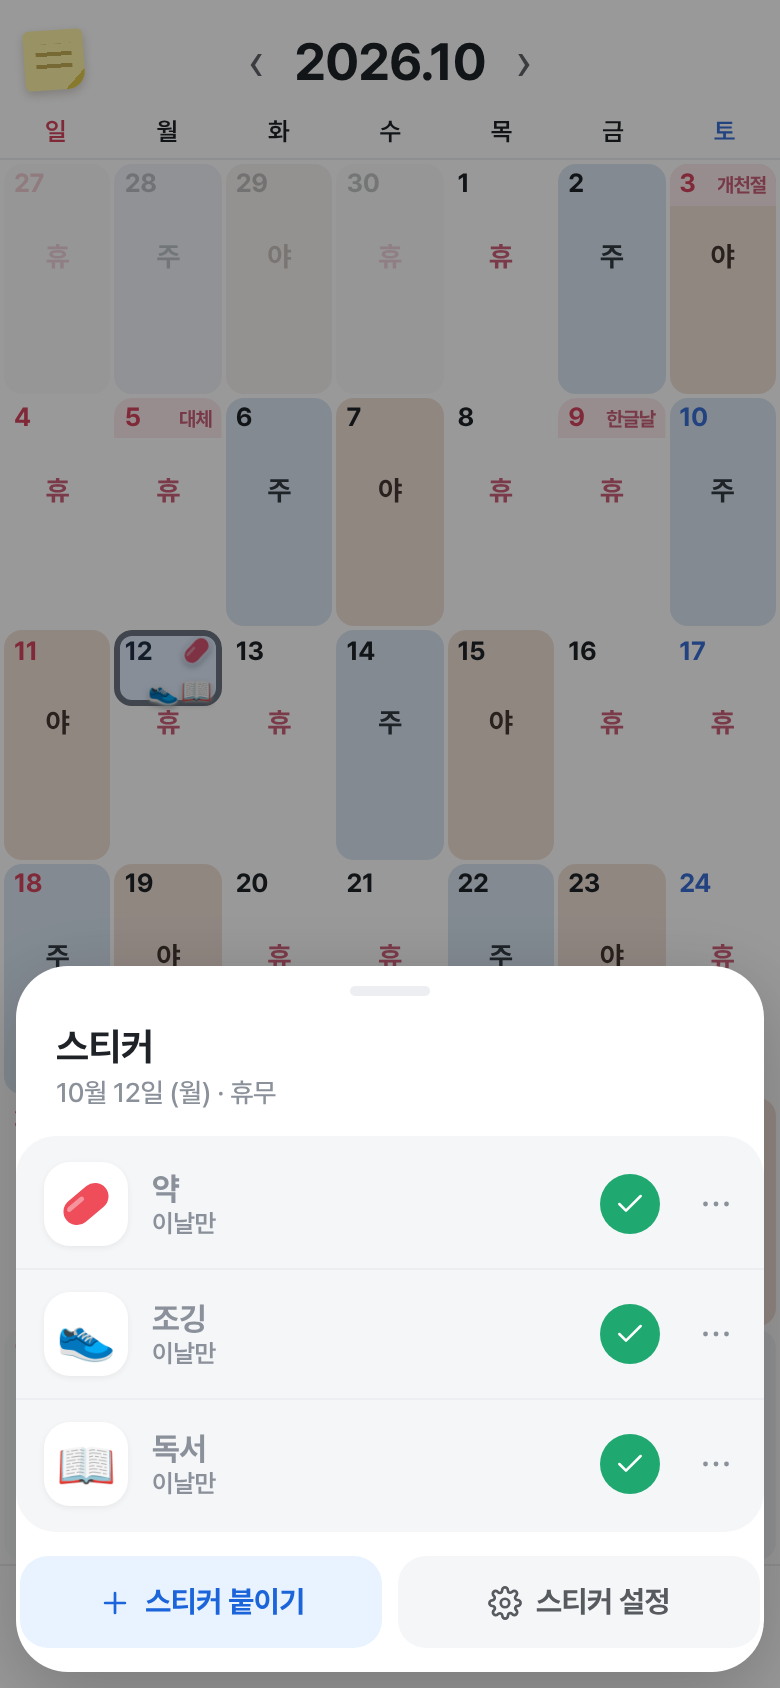 ‹ 2026.10 ›
일 월 화 수 목 금 토
27 28 29 30 1 2 3 개천절
휴 주 야 휴 휴 주 야
4 5 대체 6 7 8 9 한글날 10
휴 휴 주 야 휴 휴 주
11 12 13 14 15 16 17
야 휴 휴 주 야 휴 휴
18 19 20 21 22 23 24
주 야 휴 휴 주 야 휴
스티커
10월 12일 (월) · 휴무
약
이날만
조깅
이날만
독서
이날만
+ 스티커 붙이기 스티커 설정